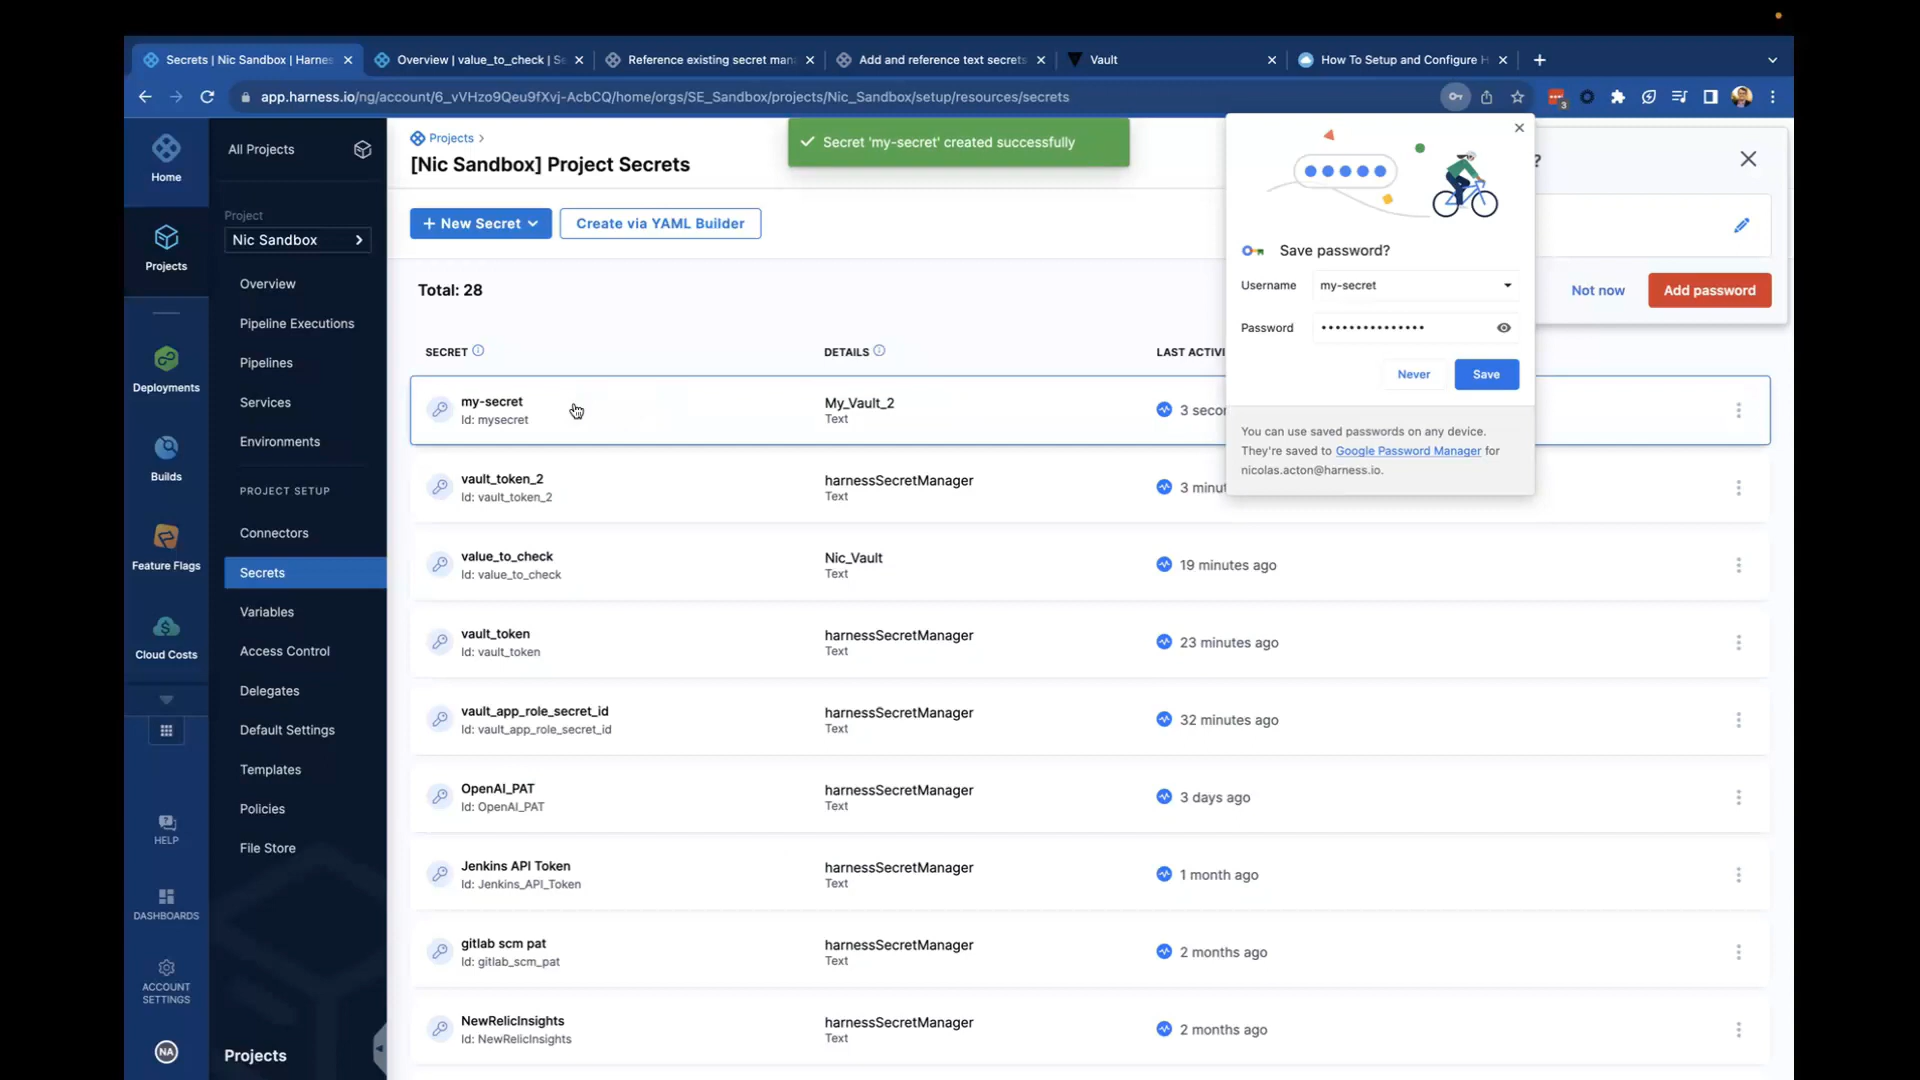 Secrets | Nic Sandbox | Harnes
Overview | value_to_check | S
Reference existing secret man
Add and reference text secrets
Vault
How To Setup and Configure H
app.harness.io/ng/account/6_vVHzo9Qeu9fXvj-AcbCQ/home/orgs/SE_Sandbox/projects/Nic_Sandbox/setup/resources/secrets
3
Home
Projects
Deployments
Builds
Feature Flags
Cloud Costs
HELP
DASHBOARDS
ACCOUNT
SETTINGS
NA
All Projects
Project
Nic Sandbox
Overview
Pipeline Executions
Pipelines
Services
Environments
PROJECT SETUP
Connectors
Secrets
Variables
Access Control
Delegates
Default Settings
Templates
Policies
File Store
Projects
Projects
[Nic Sandbox] Project Secrets
Secret 'my-secret' created successfully
+ New Secret
Create via YAML Builder
Total: 28
SECRET
DETAILS
LAST ACTIV
my-secret
Id: mysecret
My_Vault_2
Text
3 secon
vault_token_2
Id: vault_token_2
harnessSecretManager
Text
3 minut
value_to_check
Id: value_to_check
Nic_Vault
Text
19 minutes ago
vault_token
Id: vault_token
harnessSecretManager
Text
23 minutes ago
vault_app_role_secret_id
Id: vault_app_role_secret_id
harnessSecretManager
Text
32 minutes ago
OpenAI_PAT
Id: OpenAI_PAT
harnessSecretManager
Text
3 days ago
Jenkins API Token
Id: Jenkins_API_Token
harnessSecretManager
Text
1 month ago
gitlab scm pat
Id: gitlab_scm_pat
harnessSecretManager
Text
2 months ago
NewRelicInsights
Id: NewRelicInsights
harnessSecretManager
Text
2 months ago
Save password?
Username
my-secret
Password
•••••••••••••••
Never
Save
You can use saved passwords on any device.
They're saved to Google Password Manager for
nicolas.acton@harness.io.
?
Not now
Add password